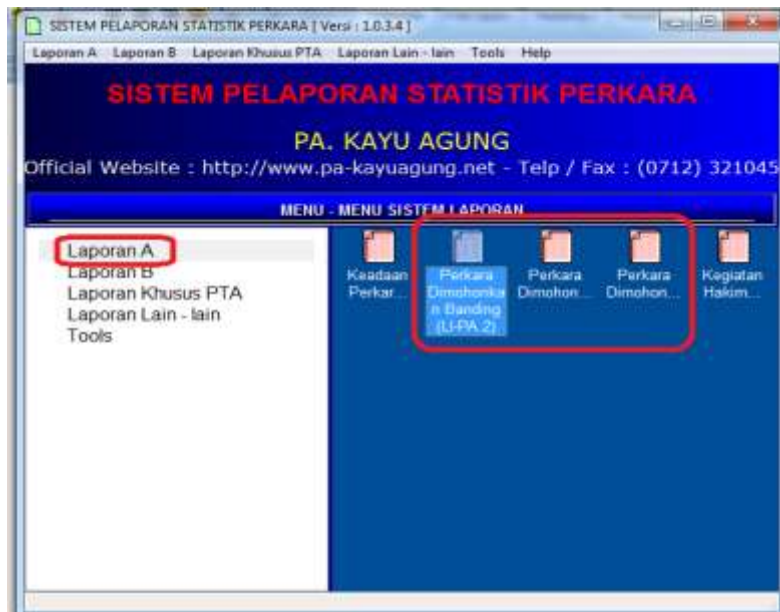 SISTEM PELAPORAN STATISTIK PERKARA [ Versi : 1.0.3.4 ]
Laporan A Laporan B Laporan Khusus PTA Laporan Lain - lain Tools Help
SISTEM PELAPORAN STATISTIK PERKARA
PA. KAYU AGUNG
Official Website : http://www.pa-kayuagung.net - Telp / Fax : (0712) 321045
MENU - MENU SISTEM LAPORAN
Laporan A
Laporan B
Laporan Khusus PTA
Laporan Lain - lain
Tools
Keadaan
Perkar...
Perkara
Dimohonka
n Banding
(LI-PA.2)
Perkara
Dimohon...
Perkara
Dimohon...
Kegiatan
Hakim...